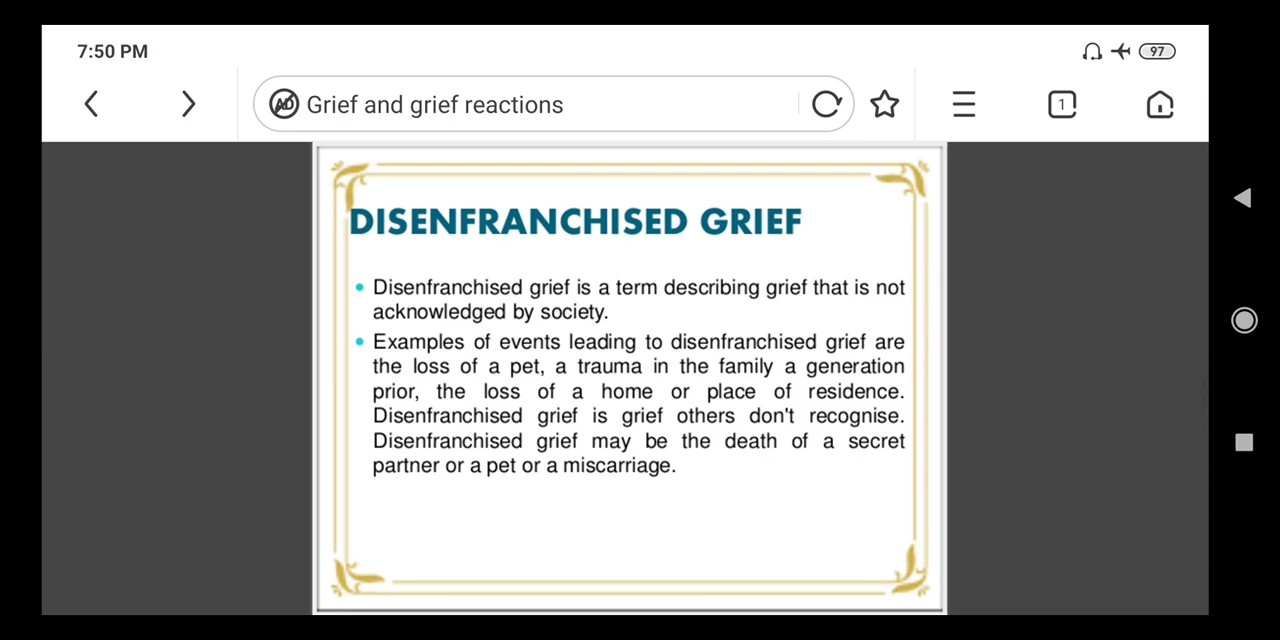 7:50 PM
97
AD Grief and grief reactions
1
DISENFRANCHISED GRIEF
• Disenfranchised grief is a term describing grief that is not
acknowledged by society.
• Examples of events leading to disenfranchised grief are
the loss of a pet, a trauma in the family a generation
prior, the loss of a home or place of residence.
Disenfranchised grief is grief others don't recognise.
Disenfranchised grief may be the death of a secret
partner or a pet or a miscarriage.